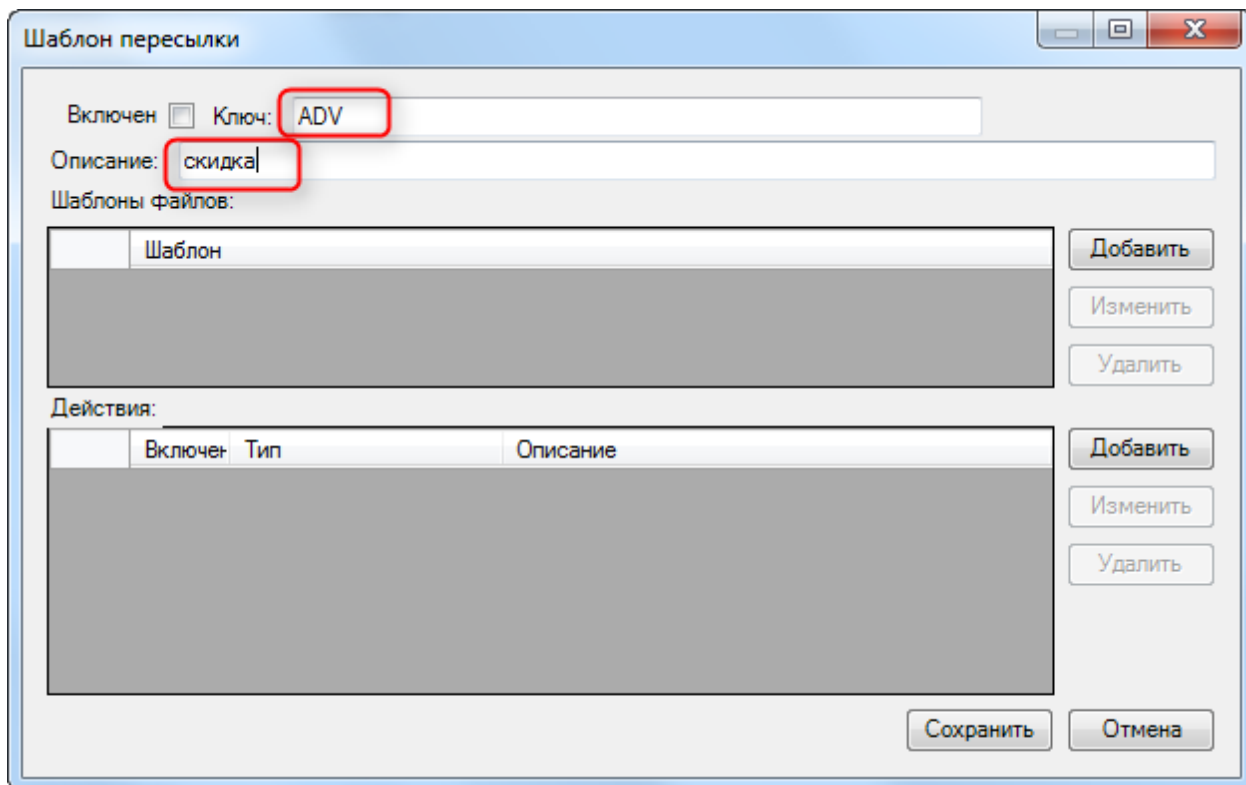 Шаблон пересылки
Включен Ключ: ADV
Описание: скидка
Шаблоны файлов:
Шаблон Добавить
Изменить
Удалить
Действия:
Включен Тип Описание Добавить
Изменить
Удалить
Сохранить Отмена